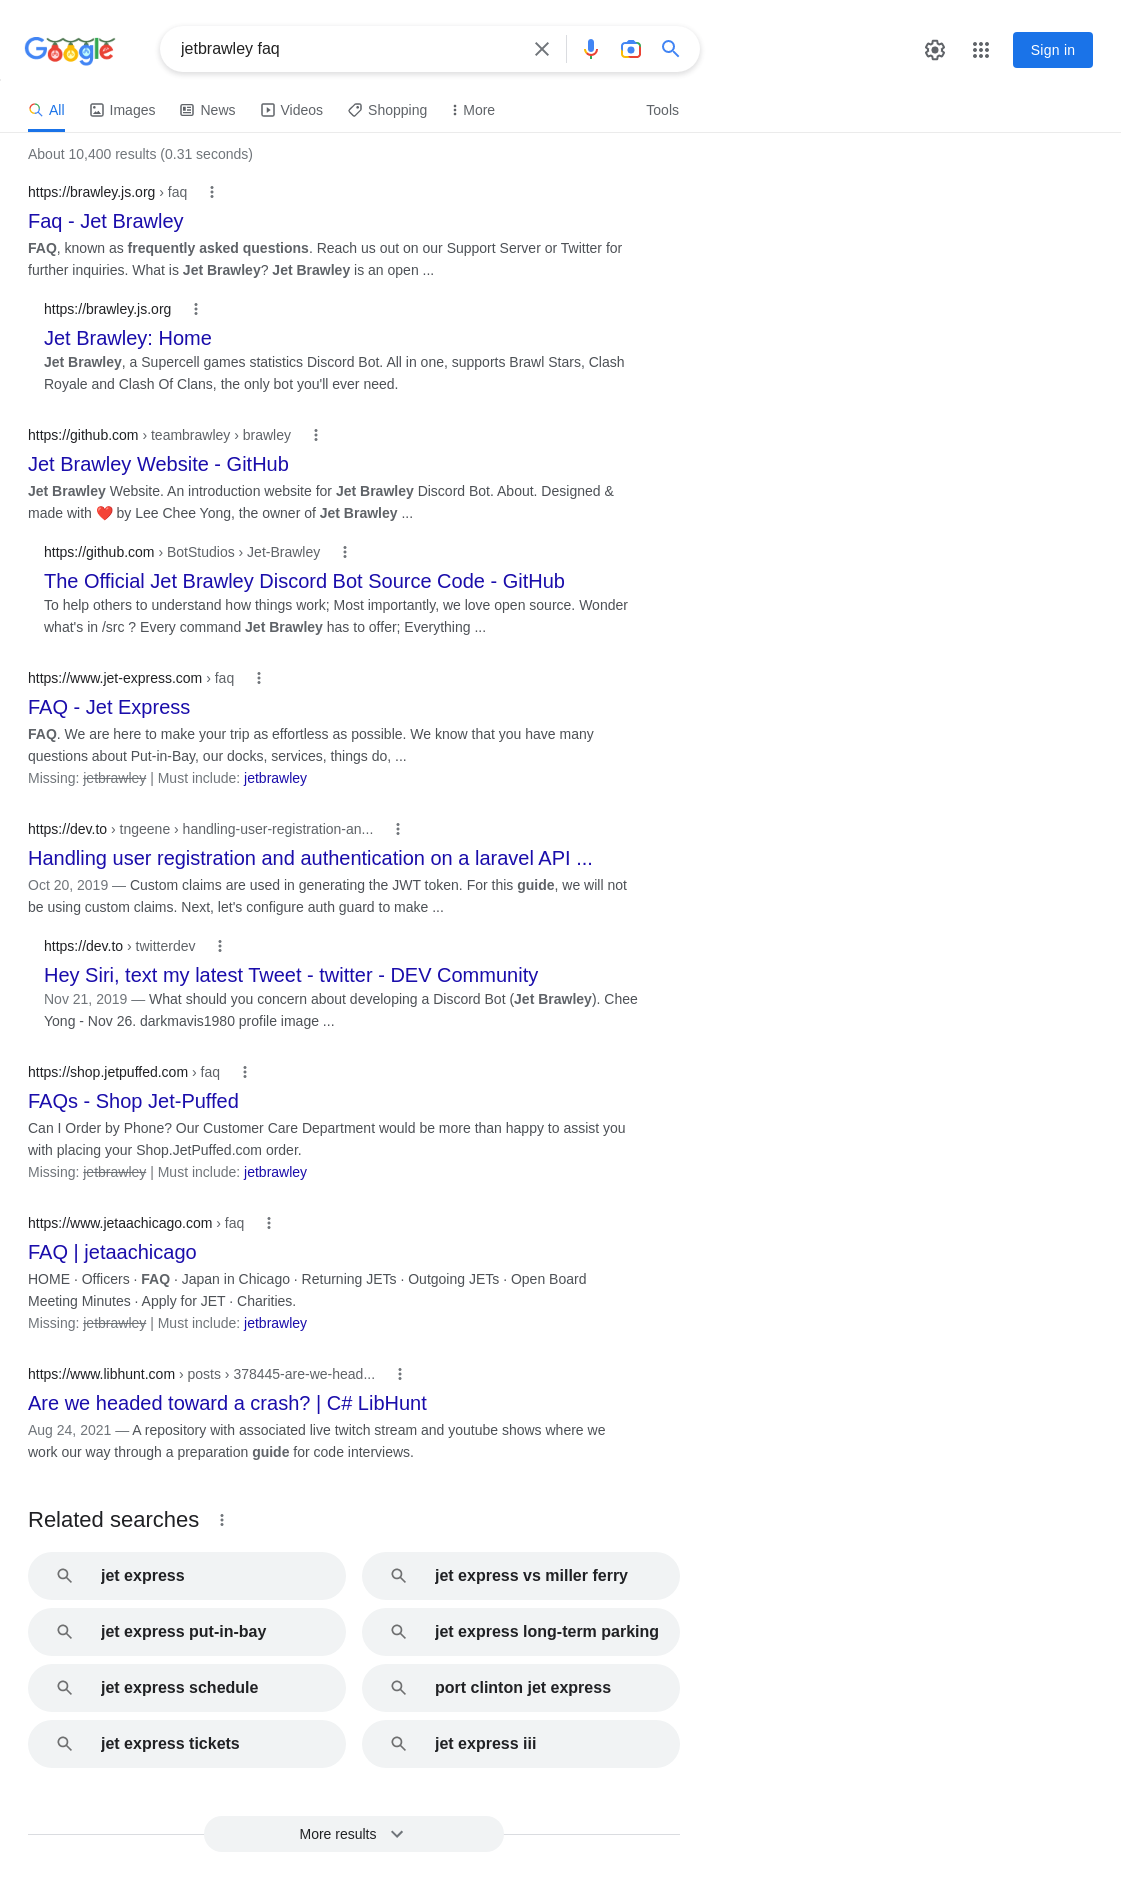 Google
jetbrawley faq
Sign in
All Images News Videos Shopping More Tools
About 10,400 results (0.31 seconds)
https://brawley.js.org › faq
Faq - Jet Brawley
FAQ, known as frequently asked questions. Reach us out on our Support Server or Twitter for
further inquiries. What is Jet Brawley? Jet Brawley is an open ...
https://brawley.js.org
Jet Brawley: Home
Jet Brawley, a Supercell games statistics Discord Bot. All in one, supports Brawl Stars, Clash
Royale and Clash Of Clans, the only bot you'll ever need.
https://github.com › teambrawley › brawley
Jet Brawley Website - GitHub
Jet Brawley Website. An introduction website for Jet Brawley Discord Bot. About. Designed &
made with ❤️ by Lee Chee Yong, the owner of Jet Brawley ...
https://github.com › BotStudios › Jet-Brawley
The Official Jet Brawley Discord Bot Source Code - GitHub
To help others to understand how things work; Most importantly, we love open source. Wonder
what's in /src ? Every command Jet Brawley has to offer; Everything ...
https://www.jet-express.com › faq
FAQ - Jet Express
FAQ. We are here to make your trip as effortless as possible. We know that you have many
questions about Put-in-Bay, our docks, services, things do, ...
Missing: jetbrawley | Must include: jetbrawley
https://dev.to › tngeene › handling-user-registration-an...
Handling user registration and authentication on a laravel API ...
Oct 20, 2019 — Custom claims are used in generating the JWT token. For this guide, we will not
be using custom claims. Next, let's configure auth guard to make ...
https://dev.to › twitterdev
Hey Siri, text my latest Tweet - twitter - DEV Community
Nov 21, 2019 — What should you concern about developing a Discord Bot (Jet Brawley). Chee
Yong - Nov 26. darkmavis1980 profile image ...
https://shop.jetpuffed.com › faq
FAQs - Shop Jet-Puffed
Can I Order by Phone? Our Customer Care Department would be more than happy to assist you
with placing your Shop.JetPuffed.com order.
Missing: jetbrawley | Must include: jetbrawley
https://www.jetaachicago.com › faq
FAQ | jetaachicago
HOME · Officers · FAQ · Japan in Chicago · Returning JETs · Outgoing JETs · Open Board
Meeting Minutes · Apply for JET · Charities.
Missing: jetbrawley | Must include: jetbrawley
https://www.libhunt.com › posts › 378445-are-we-head...
Are we headed toward a crash? | C# LibHunt
Aug 24, 2021 — A repository with associated live twitch stream and youtube shows where we
work our way through a preparation guide for code interviews.
Related searches
jet express
jet express vs miller ferry
jet express put-in-bay
jet express long-term parking
jet express schedule
port clinton jet express
jet express tickets
jet express iii
More results